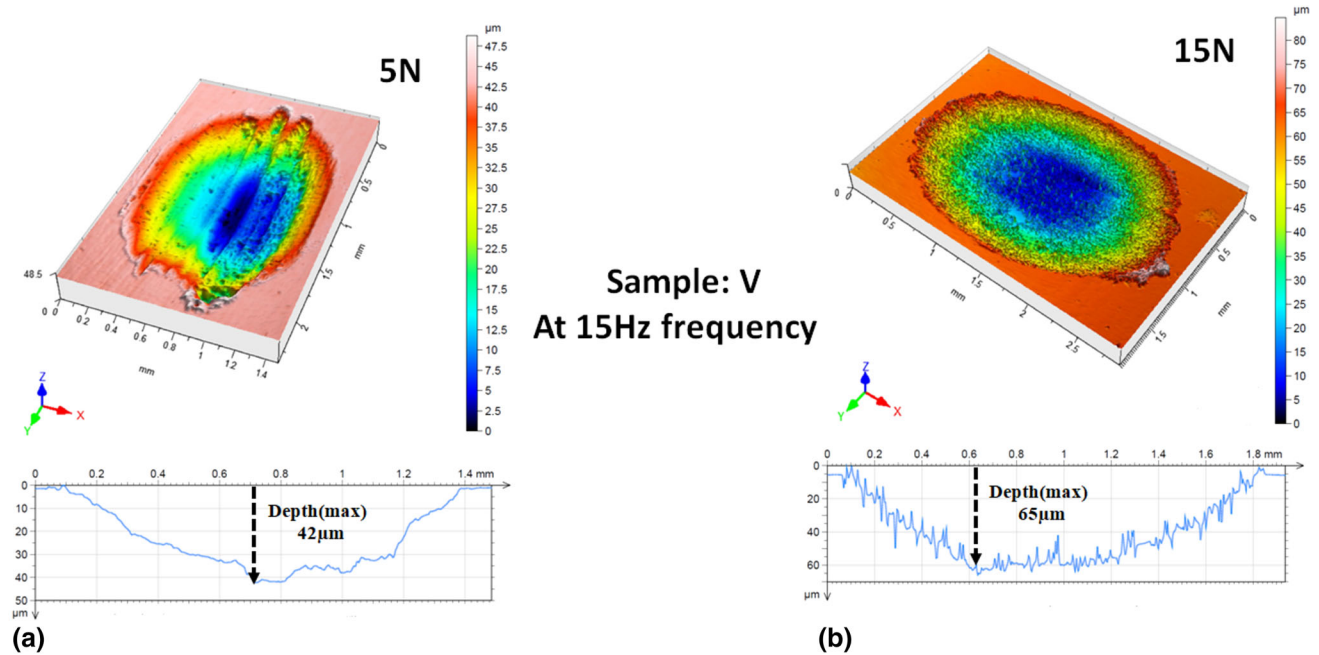 µm
5N
47.5
45
42.5
40
37.5
35
32.5
30
27.5
25
22.5
20
17.5
15
12.5
10
7.5
5
2.5
0
0
0.5
1
1.5
2
mm
48.5
0 0 0.2 0.4 0.6 0.8 1 1.2 1.4
mm
Z
X
Y
Sample: V
At 15Hz frequency
µm
15N
80
75
70
65
60
55
50
45
40
35
30
25
20
15
10
5
0
0
0.5
1
1.5
mm
0
0 0.5 1 1.5 2 2.5
mm
Z
X
Y
0 0.2 0.4 0.6 0.8 1 1.2 1.4 mm
0
10
20
30
40
50
µm
Depth(max)
42µm
(a)
0 0.2 0.4 0.6 0.8 1 1.2 1.4 1.6 1.8 mm
0
20
40
60
µm
Depth(max)
65µm
(b)